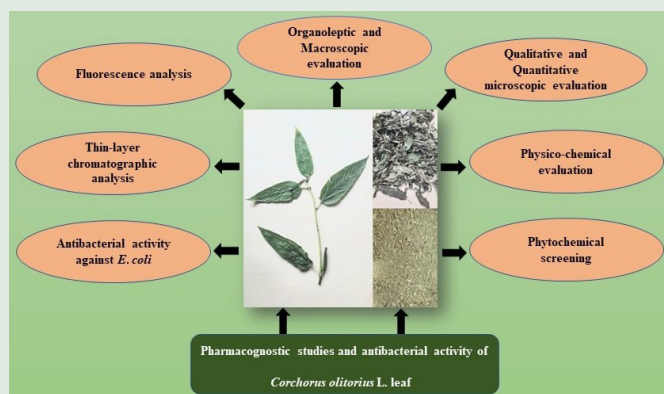 Organoleptic and
Macroscopic
evaluation
Fluorescence analysis
Qualitative and
Quantitative
microscopic evaluation
Thin-layer
chromatographic
analysis
Physico-chemical
evaluation
Antibacterial activity
against E. coli
Phytochemical
screening
Pharmacognostic studies and antibacterial activity of
Corchorus olitorius L. leaf